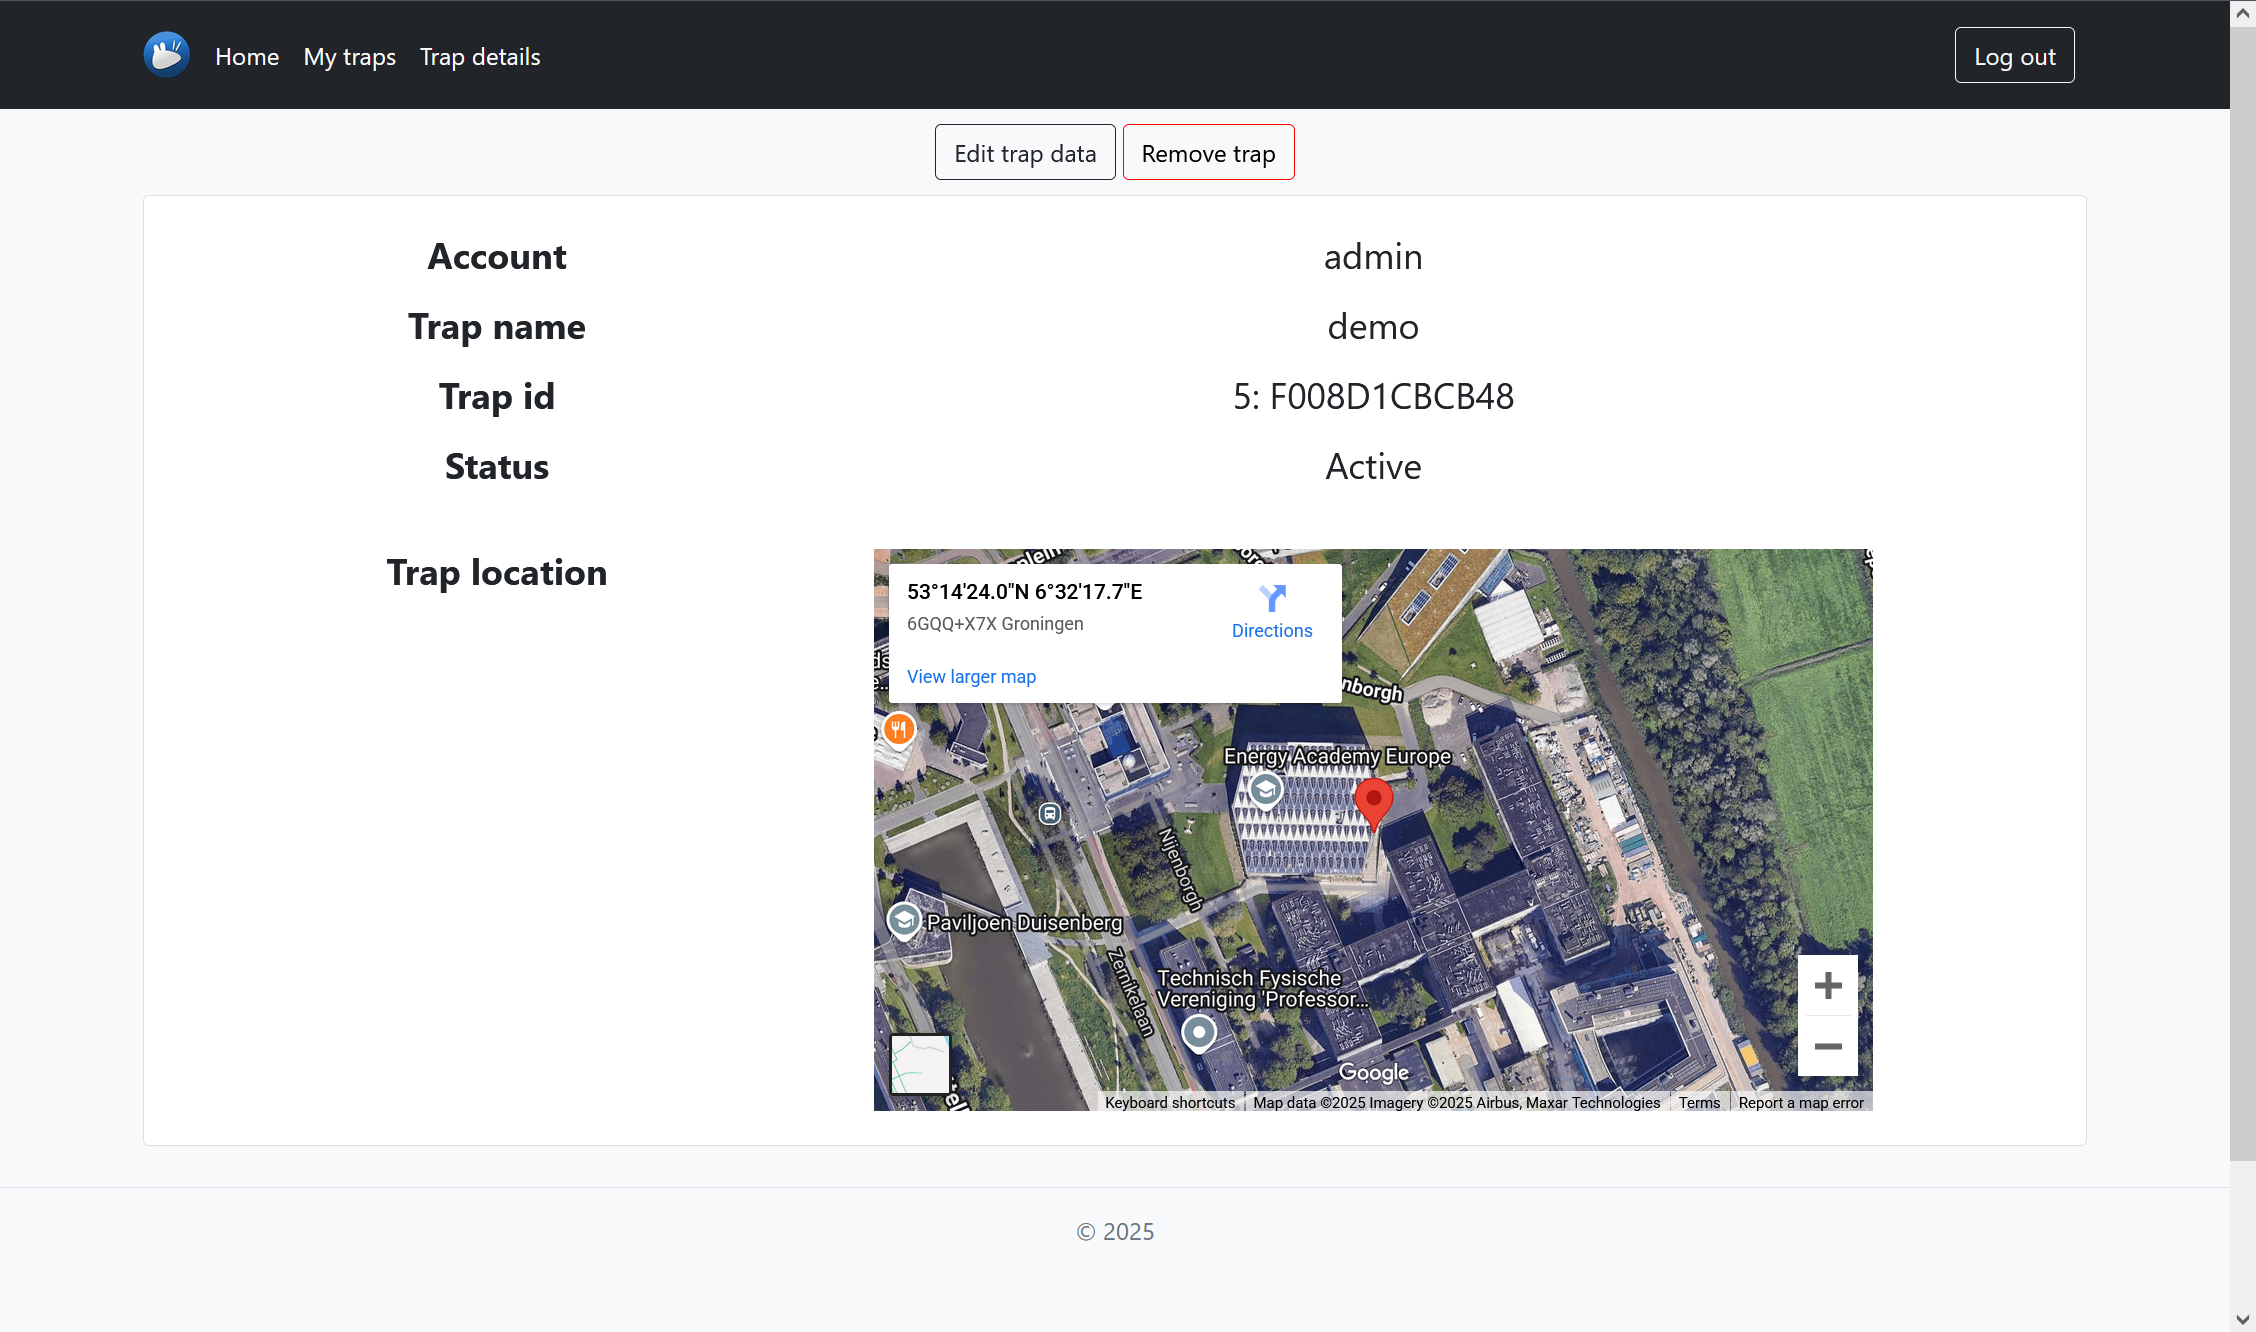 Home My traps Trap details Log out
Edit trap data Remove trap
Account admin
Trap name demo
Trap id 5: F008D1CBCB48
Status Active
Trap location
53°14'24.0"N 6°32'17.7"E
6GQQ+X7X Groningen
Directions
View larger map
nborgh
Energy Academy Europe
Nijenborgh
Paviljoen Duisenberg
Zernikelaan
Technisch Fysische
Vereniging 'Professor...
Google
Keyboard shortcuts Map data ©2025 Imagery ©2025 Airbus, Maxar Technologies Terms Report a map error
© 2025